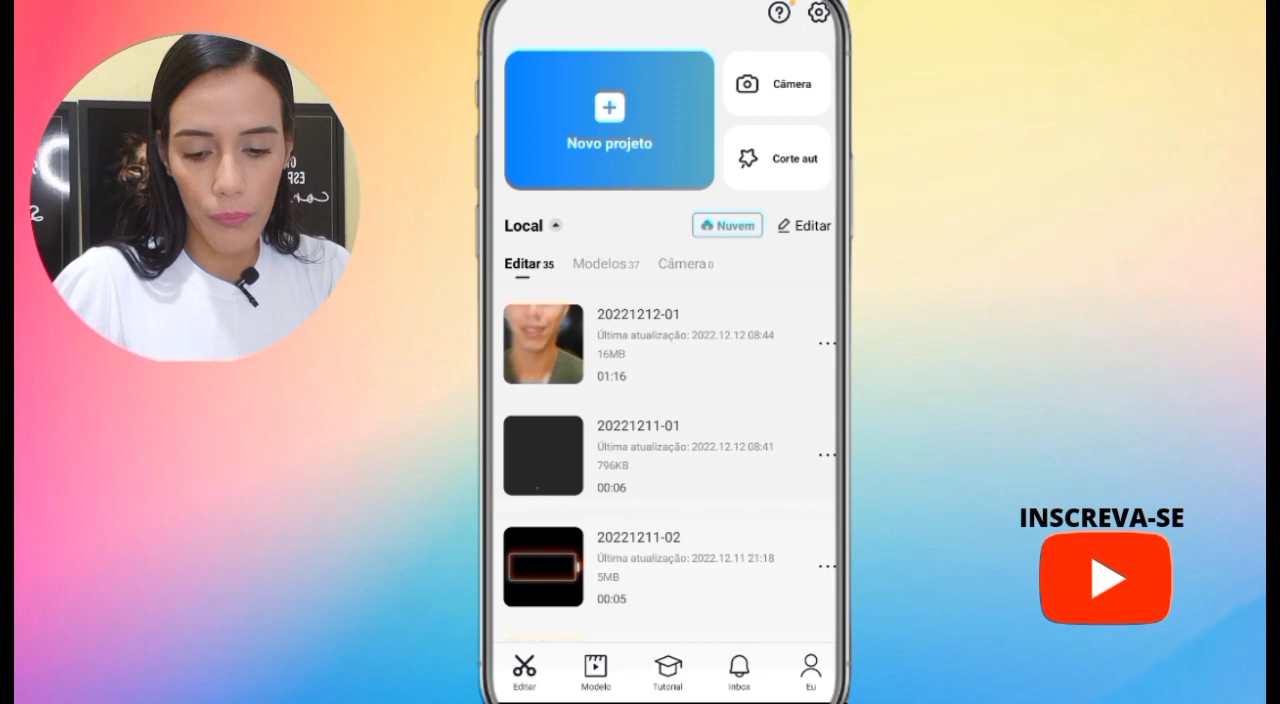 Câmera
Novo projeto
Corte aut
Local
Nuvem
Editar
Editar 35
Modelos 37
Câmera 0
20221212-01
Última atualização: 2022.12.12 08:44
16MB
01:16
20221211-01
Última atualização: 2022.12.12 08:41
796KB
00:06
20221211-02
Última atualização: 2022.12.11 21:18
5MB
00:05
Editar
Modelo
Tutorial
Inbox
Eu
INSCREVA-SE